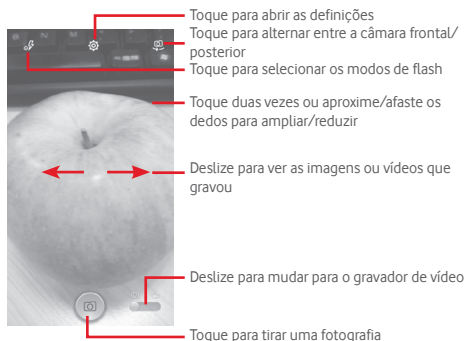 Toque para abrir as definições
Toque para alternar entre a câmara frontal/
posterior
Toque para selecionar os modos de flash
Toque duas vezes ou aproxime/afaste os
dedos para ampliar/reduzir
Deslize para ver as imagens ou vídeos que
gravou
Deslize para mudar para o gravador de vídeo
Toque para tirar uma fotografia